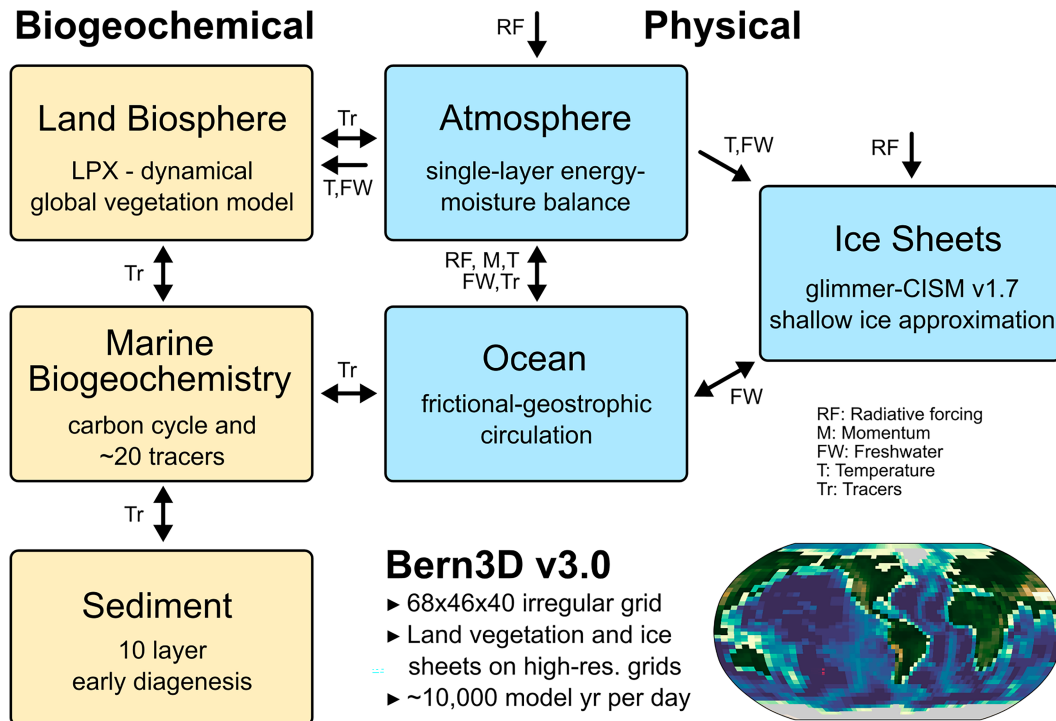 Biogeochemical
Physical
RF
Land Biosphere
LPX - dynamical
global vegetation model
Tr
T,FW
Atmosphere
single-layer energy-
moisture balance
T,FW
RF
Ice Sheets
glimmer-CISM v1.7
shallow ice approximation
Tr
RF, M,T
FW,Tr
Marine
Biogeochemistry
carbon cycle and
~20 tracers
Tr
Ocean
frictional-geostrophic
circulation
FW
RF: Radiative forcing
M: Momentum
FW: Freshwater
T: Temperature
Tr: Tracers
Tr
Sediment
10 layer
early diagenesis
Bern3D v3.0
▸ 68x46x40 irregular grid
▸ Land vegetation and ice
sheets on high-res. grids
▸ ~10,000 model yr per day